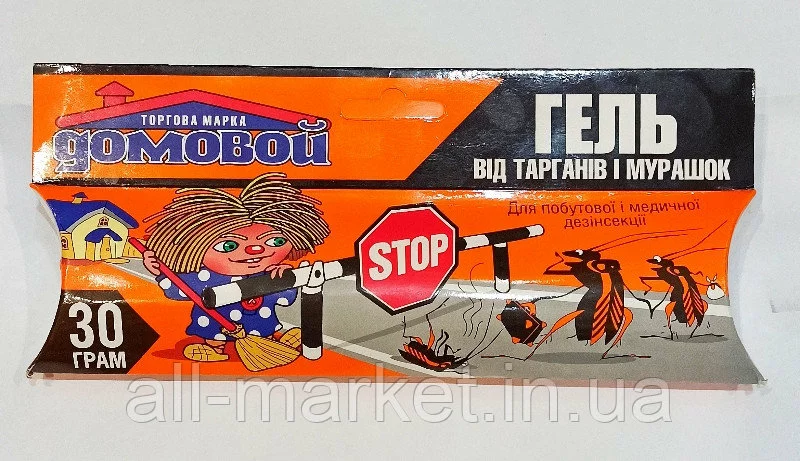 ТОРГОВА МАРКА
ДОМОВОЙ
ГЕЛЬ
ВІД ТАРГАНІВ І МУРАШОК
Для побутової і медичної
дезінсекції
STOP
30
ГРАМ
all-market.in.ua